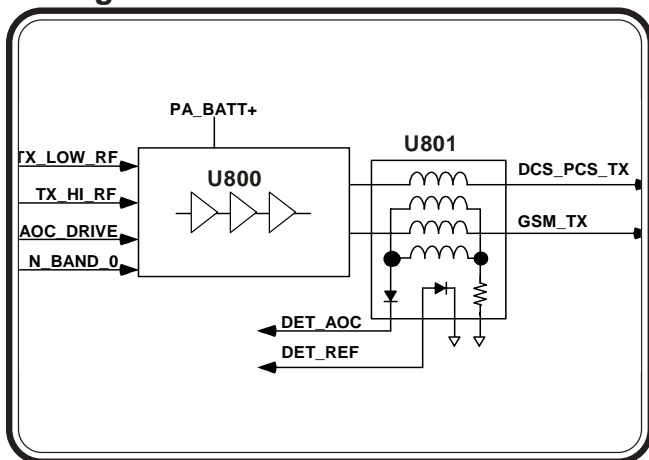 PA_BATT+
U801
TX_LOW_RF
U800
DCS_PCS_TX
TX_HI_RF
GSM_TX
AOC_DRIVE
N_BAND_0
DET_AOC
DET_REF